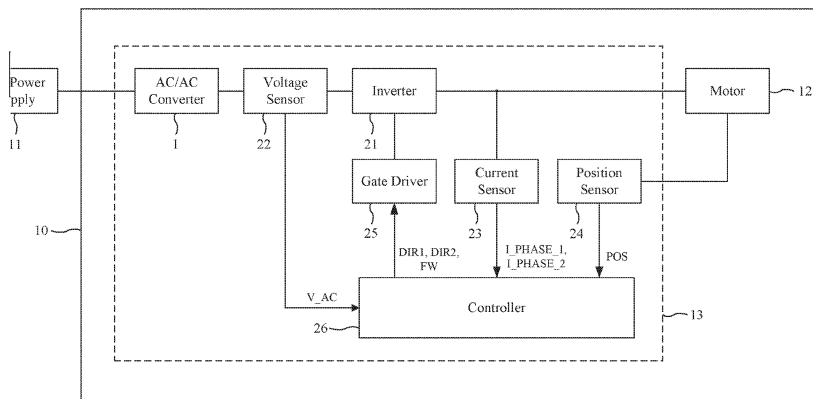 Power
pply
11
AC/AC
Converter
1
Voltage
Sensor
22
Inverter
21
Motor
12
Gate Driver
25
Current
Sensor
23
Position
Sensor
24
10
DIR1, DIR2,
FW
I_PHASE_1,
I_PHASE_2
POS
V_AC
Controller
26
13